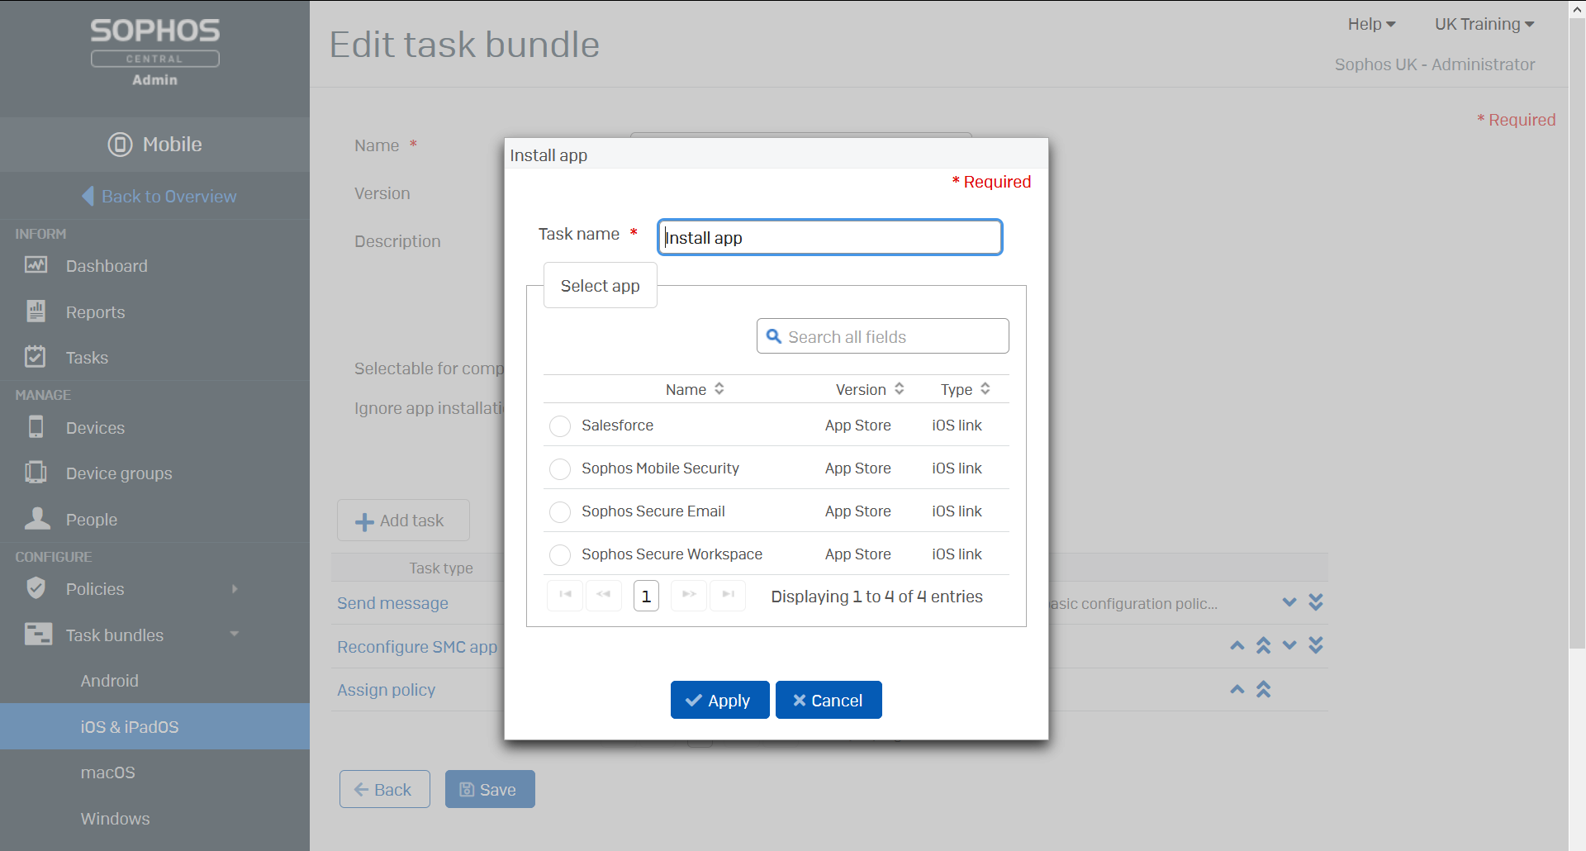 SOPHOS
CENTRAL
Admin
Mobile
Back to Overview
INFORM
Dashboard
Reports
Tasks
MANAGE
Devices
Device groups
People
CONFIGURE
Policies
Task bundles
Android
iOS & iPadOS
macOS
Windows
Edit task bundle
Help
UK Training
Sophos UK - Administrator
* Required
Name *
Version
Description
Selectable for comp
Ignore app installati
Add task
Task type
Send message
asic configuration polic...
Reconfigure SMC app
Assign policy
Back
Save
Install app
* Required
Task name *
Install app
Select app
Search all fields
Name Version Type
Salesforce App Store iOS link
Sophos Mobile Security App Store iOS link
Sophos Secure Email App Store iOS link
Sophos Secure Workspace App Store iOS link
1 Displaying 1 to 4 of 4 entries
Apply
Cancel